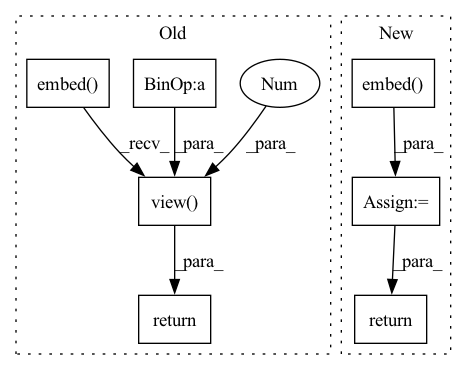 Old
New
embed()
BinOp:a
Num
embed()
_recv_
_para_
_para_
_para_
view()
Assign:=
_para_
_para_
return
return